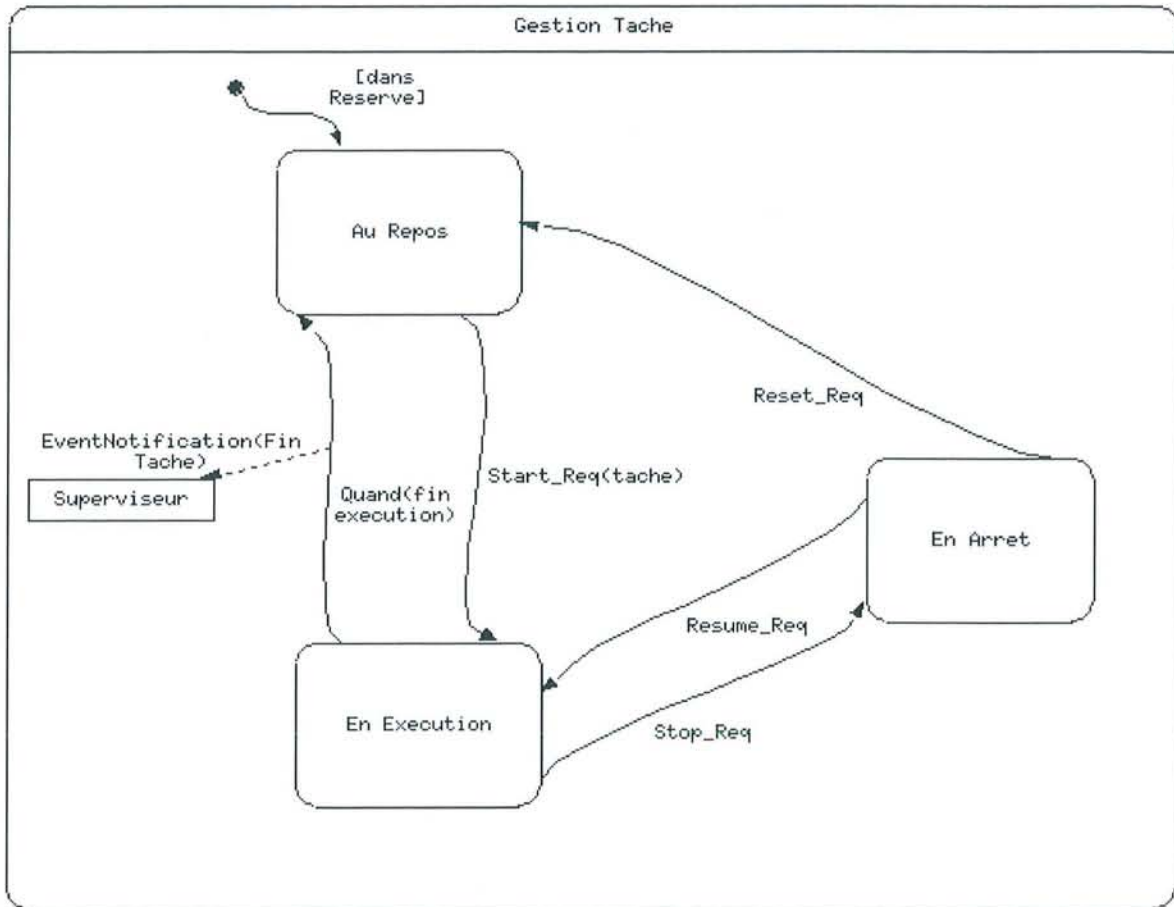 Gestion Tache
[dans
Reserve]
Au Repos
Reset_Req
EventNotification(Fin
Tache)
Superviseur
Quand(fin
execution)
Start_Req(tache)
En Arret
Resume_Req
En Execution
Stop_Req